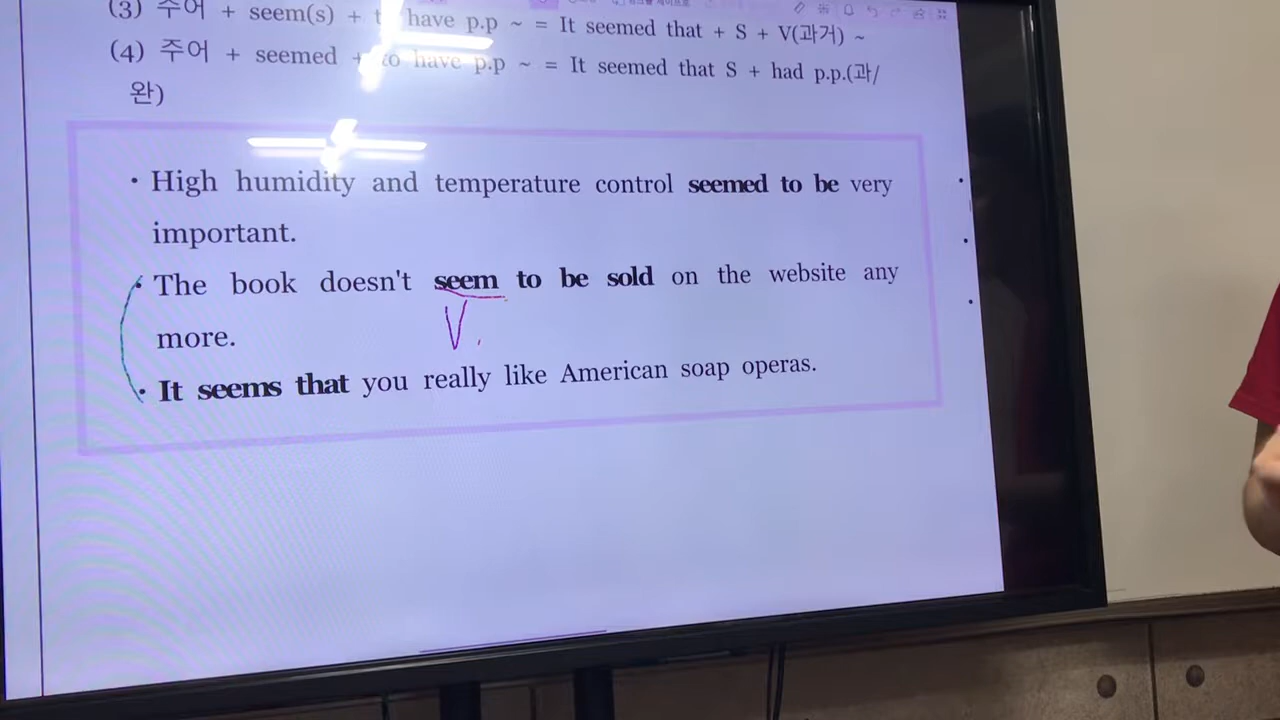 (3) 주어 + seem(s) + t have p.p ~ = It seemed that + S + V(과거) ~
(4) 주어 + seemed + to have p.p ~ = It seemed that S + had p.p.(과/
완)
· High humidity and temperature control seemed to be very
important.
· The book doesn't seem to be sold on the website any
more.
V.
· It seems that you really like American soap operas.